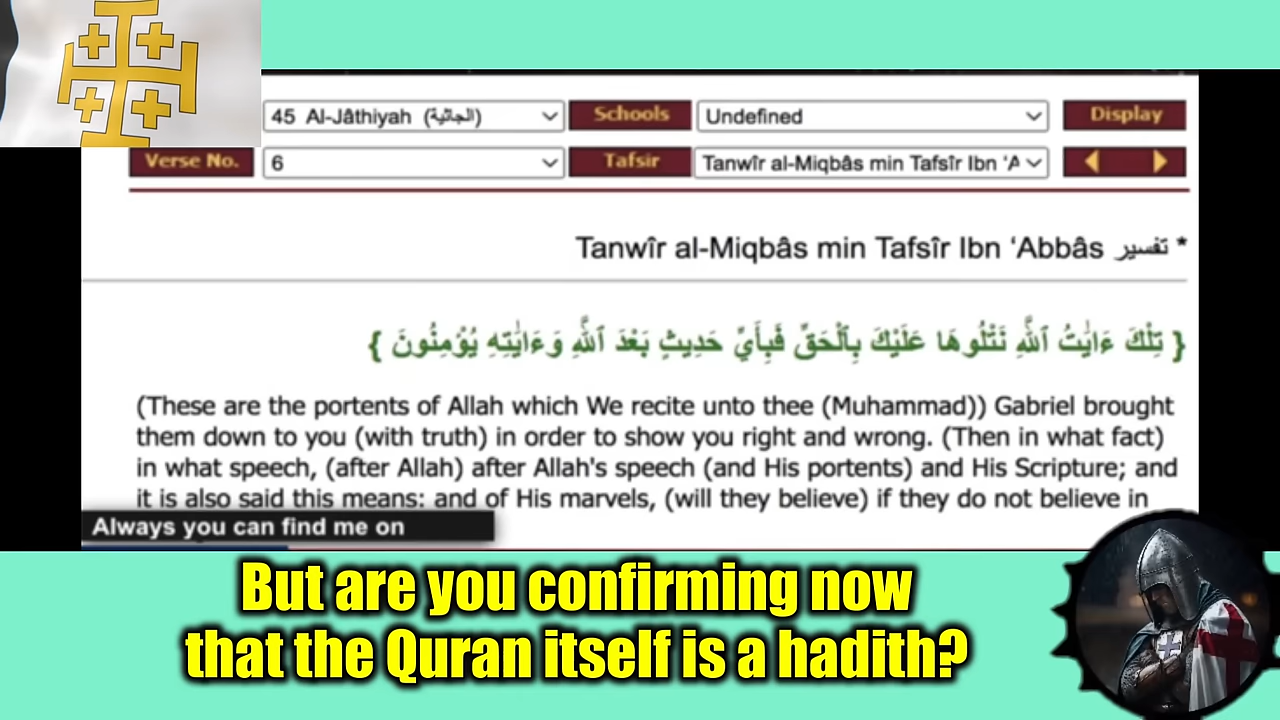 45 Al-Jâthiyah (الجاثية) Schools Undefined Display
Verse No. 6 Tafsir Tanwîr al-Miqbâs min Tafsîr Ibn 'A
* تفسير Tanwîr al-Miqbâs min Tafsîr Ibn ‘Abbâs
{ تِلْكَ ءَايَٰتُ ٱللَّهِ نَتْلُوهَا عَلَيْكَ بِٱلْحَقِّ فَبِأَيِّ حَدِيثٍ بَعْدَ ٱللَّهِ وَءَايَٰتِهِ يُؤْمِنُونَ }
(These are the portents of Allah which We recite unto thee (Muhammad)) Gabriel brought
them down to you (with truth) in order to show you right and wrong. (Then in what fact)
in what speech, (after Allah) after Allah's speech (and His portents) and His Scripture; and
it is also said this means: and of His marvels, (will they believe) if they do not believe in
Always you can find me on
But are you confirming now
that the Quran itself is a hadith?